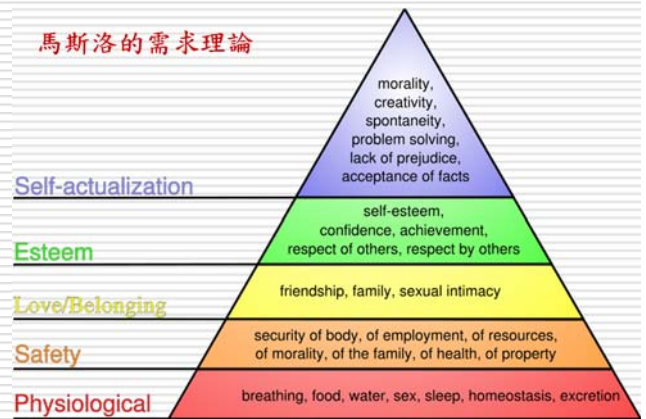 馬斯洛的需求理論
morality,
creativity,
spontaneity,
problem solving,
lack of prejudice,
acceptance of facts
Self-actualization
self-esteem,
confidence, achievement,
respect of others, respect by others
Esteem
friendship, family, sexual intimacy
Love/Belonging
security of body, of employment, of resources,
of morality, of the family, of health, of property
Safety
breathing, food, water, sex, sleep, homeostasis, excretion
Physiological